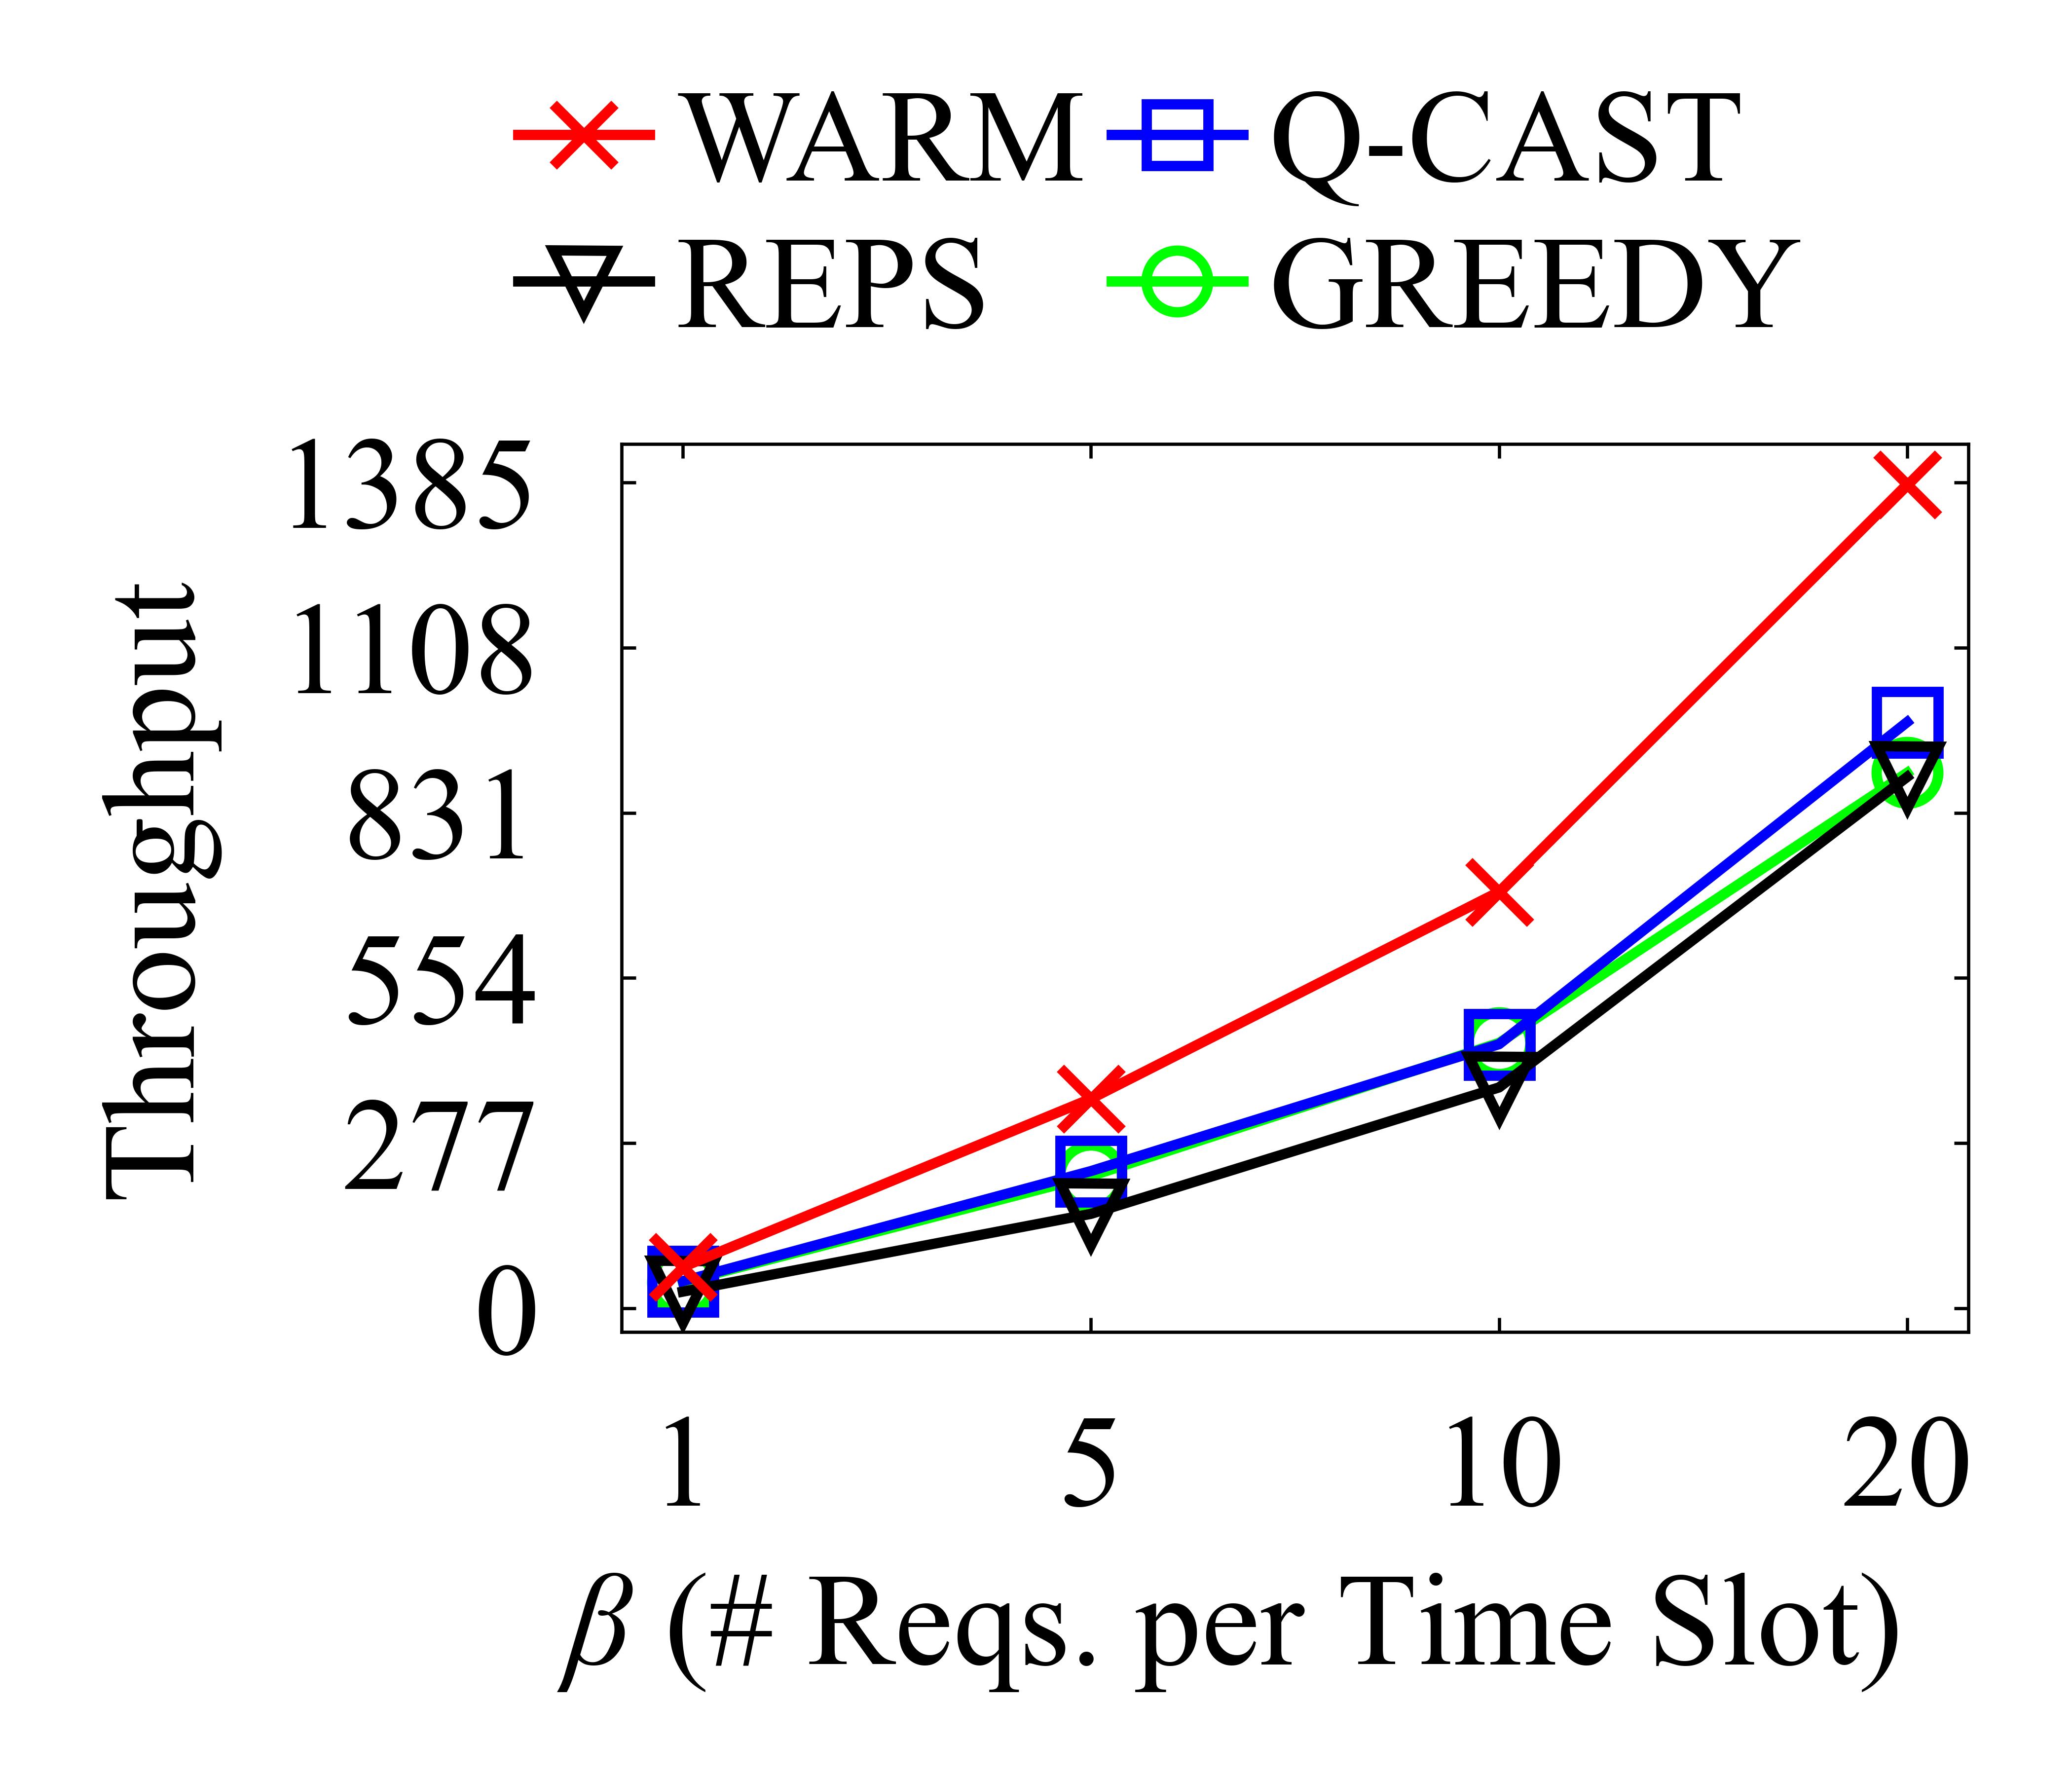 WARM Q-CAST
REPS GREEDY
1385
1108
831
554
277
0
Throughput
1 5 10 20
β (# Reqs. per Time Slot)